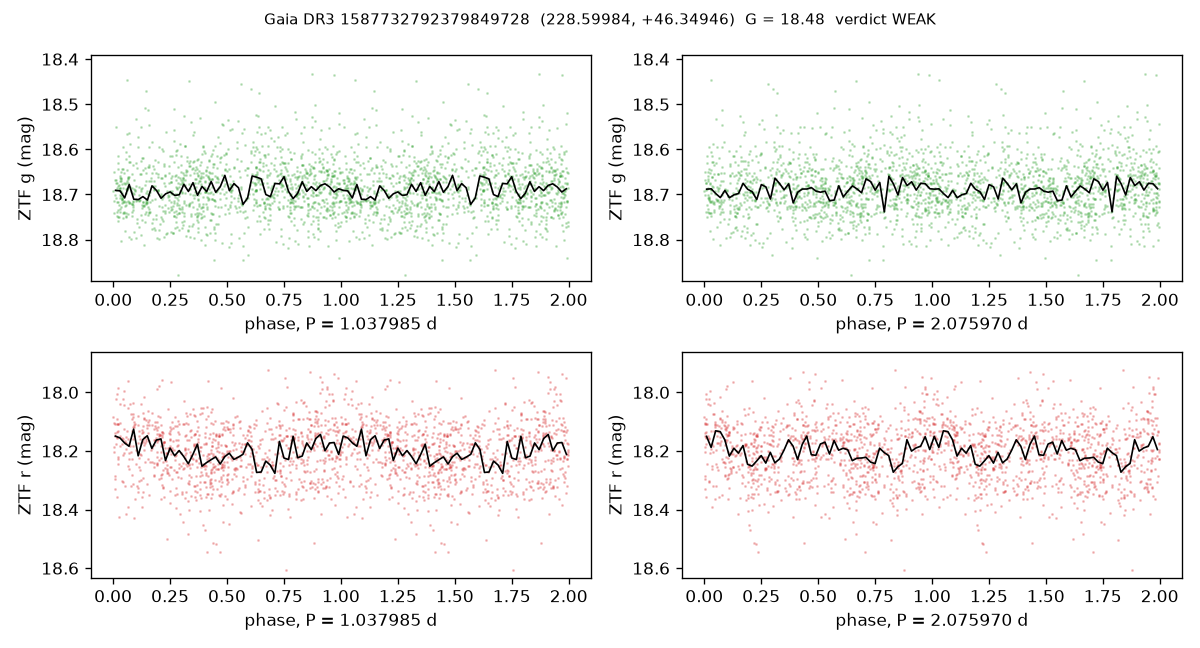 Gaia DR3 1587732792379849728  (228.59984, +46.34946)  G = 18.48  verdict WEAK
ZTF g (mag)
18.4
18.5
18.6
18.7
18.8
0.00 0.25 0.50 0.75 1.00 1.25 1.50 1.75 2.00
phase, P = 1.037985 d
ZTF g (mag)
18.4
18.5
18.6
18.7
18.8
0.00 0.25 0.50 0.75 1.00 1.25 1.50 1.75 2.00
phase, P = 2.075970 d
ZTF r (mag)
18.0
18.2
18.4
18.6
0.00 0.25 0.50 0.75 1.00 1.25 1.50 1.75 2.00
phase, P = 1.037985 d
ZTF r (mag)
18.0
18.2
18.4
18.6
0.00 0.25 0.50 0.75 1.00 1.25 1.50 1.75 2.00
phase, P = 2.075970 d